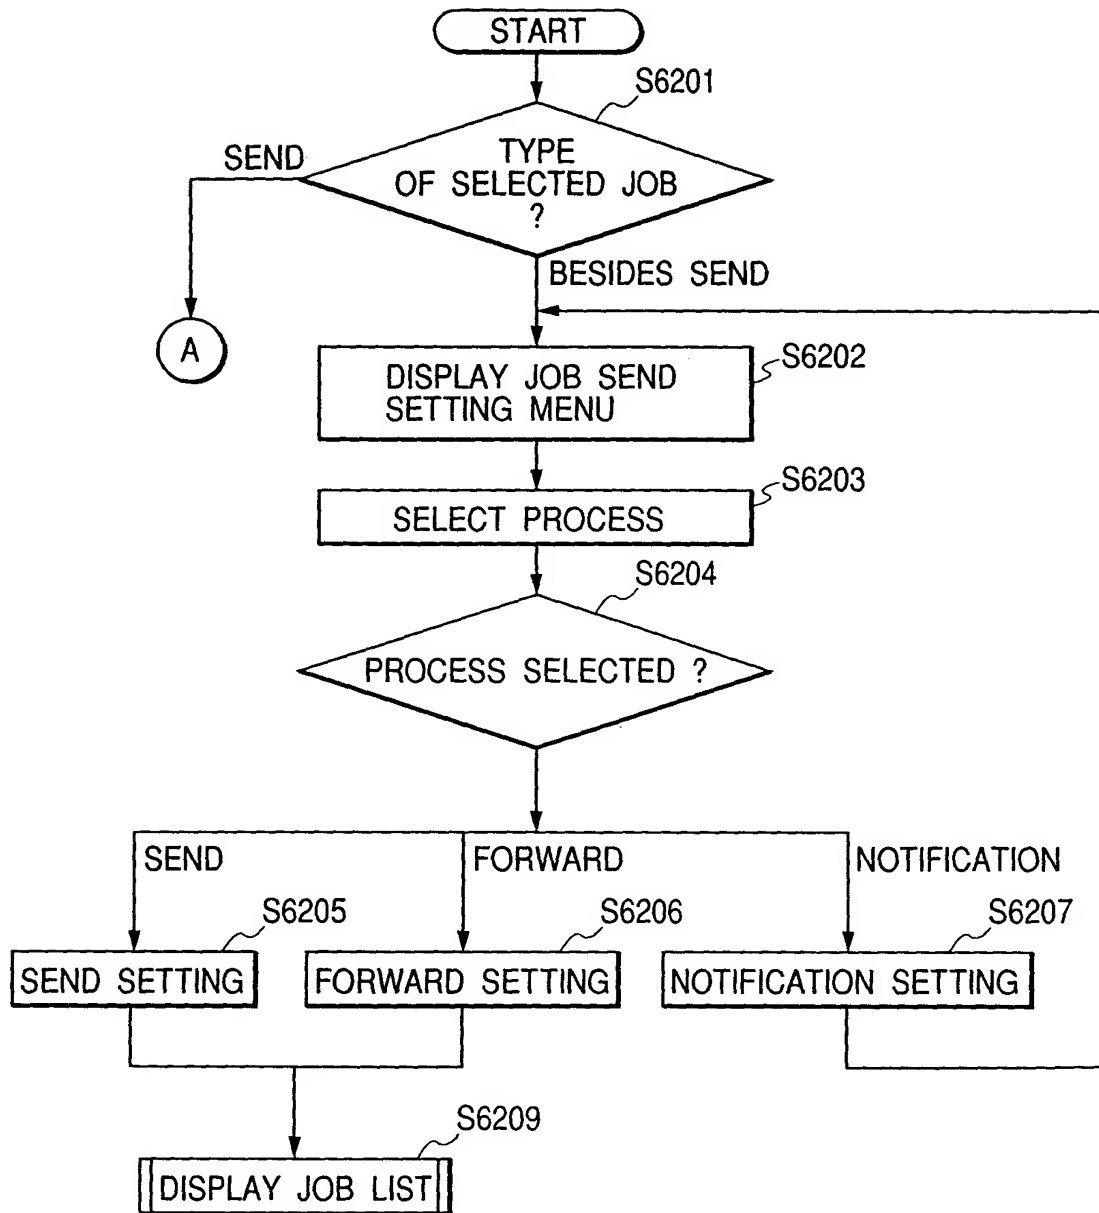 START
S6201
SEND
TYPE
OF SELECTED JOB
?
BESIDES SEND
A
DISPLAY JOB SEND
SETTING MENU
S6202
S6203
SELECT PROCESS
S6204
PROCESS SELECTED ?
SEND
FORWARD
NOTIFICATION
S6205
S6206
S6207
SEND SETTING
FORWARD SETTING
NOTIFICATION SETTING
S6209
DISPLAY JOB LIST